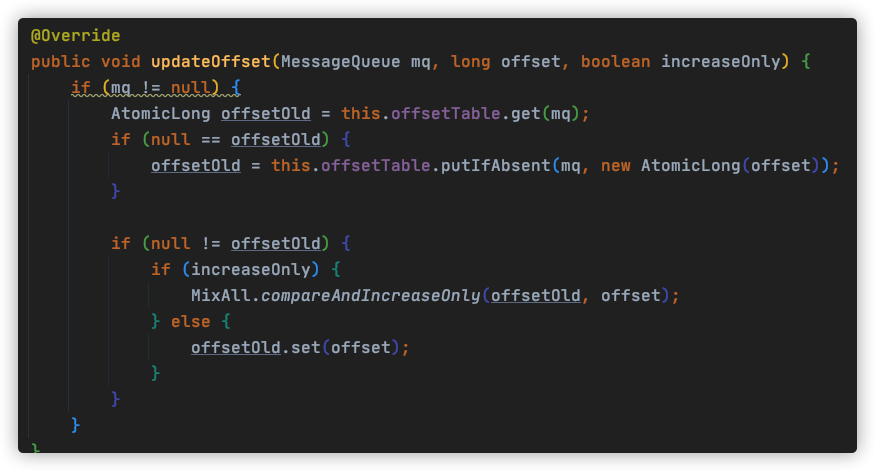 @Override
public void updateOffset(MessageQueue mq, long offset, boolean increaseOnly) {
    if (mq != null) {
        AtomicLong offsetOld = this.offsetTable.get(mq);
        if (null == offsetOld) {
            offsetOld = this.offsetTable.putIfAbsent(mq, new AtomicLong(offset));
        }

        if (null != offsetOld) {
            if (increaseOnly) {
                MixAll.compareAndIncreaseOnly(offsetOld, offset);
            } else {
                offsetOld.set(offset);
            }
        }
    }
}